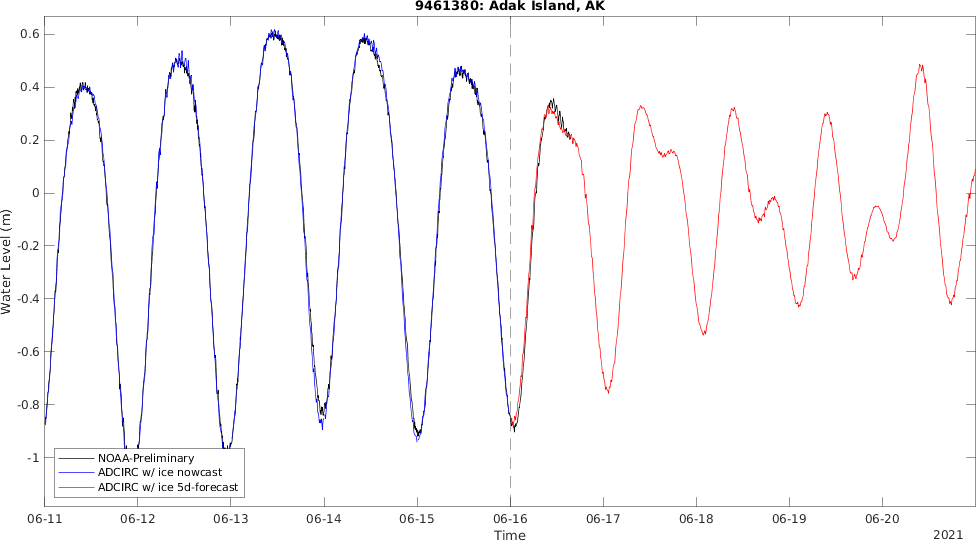 9461380: Adak Island, AK
Water Level (m)
0.6
0.4
0.2
0
-0.2
-0.4
-0.6
-0.8
-1
NOAA-Preliminary
ADCIRC w/ ice nowcast
ADCIRC w/ ice 5d-forecast
06-11 06-12 06-13 06-14 06-15 06-16 06-17 06-18 06-19 06-20
Time
2021